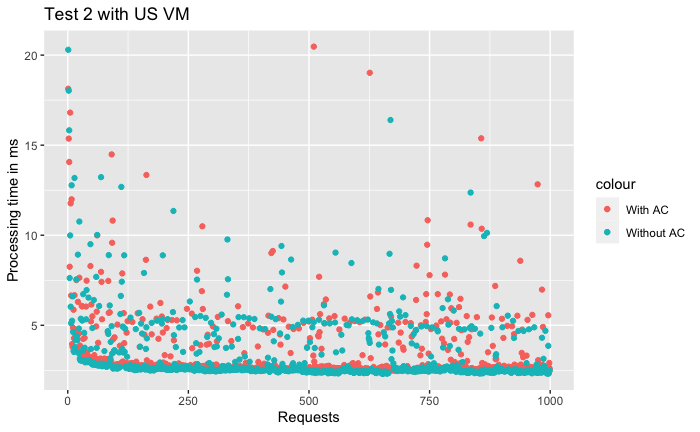 Test 2 with US VM
Processing time in ms
20
15
10
5
0
250
500
750
1000
Requests
colour
With AC
Without AC